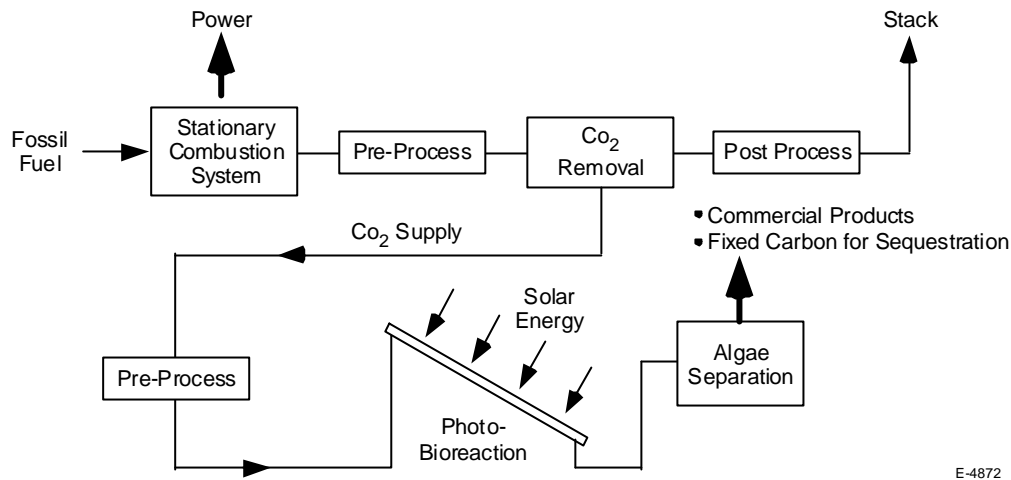 Power
Stack
Fossil
Fuel
Stationary
Combustion
System
Pre-Process
Co2
Removal
Post Process
Co2 Supply
Commercial Products
Fixed Carbon for Sequestration
Solar
Energy
Pre-Process
Algae
Separation
Photo-
Bioreaction
E-4872